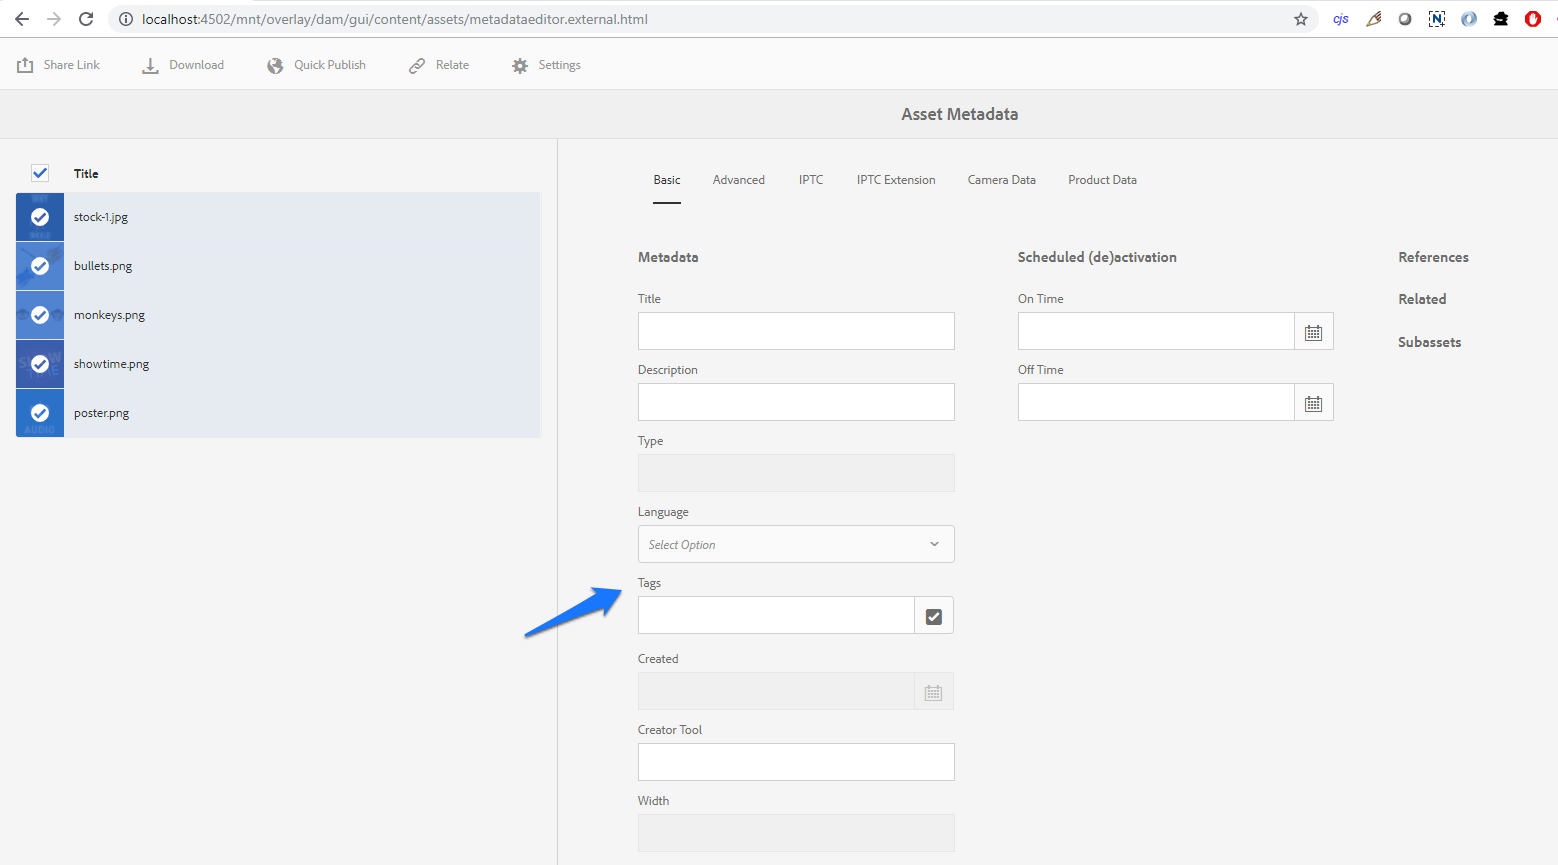 localhost:4502/mnt/overlay/dam/gui/content/assets/metadataeditor.external.html
cjs
N
Share Link
Download
Quick Publish
Relate
Settings
Asset Metadata
Title
stock-1.jpg
bullets.png
monkeys.png
showtime.png
AUDIO
poster.png
Basic
Advanced
IPTC
IPTC Extension
Camera Data
Product Data
Metadata
Title
Description
Type
Language
Select Option
Tags
Created
Creator Tool
Width
Scheduled (de)activation
On Time
Off Time
References
Related
Subassets